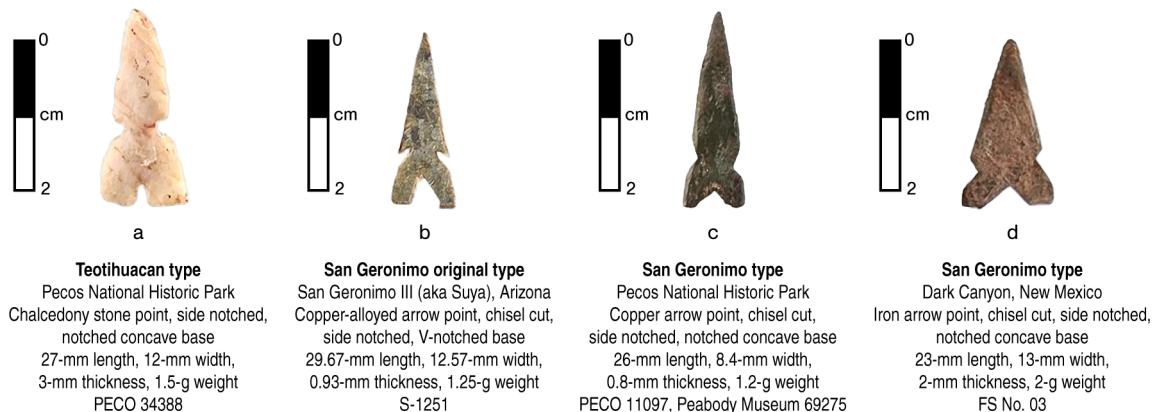 0
cm
2
0
cm
2
0
cm
2
0
cm
2
a
b
c
d
Teotihuacan type
Pecos National Historic Park
Chalcedony stone point, side notched,
notched concave base
27-mm length, 12-mm width,
3-mm thickness, 1.5-g weight
PECO 34388
San Geronimo original type
San Geronimo III (aka Suya), Arizona
Copper-alloyed arrow point, chisel cut,
side notched, V-notched base
29.67-mm length, 12.57-mm width,
0.93-mm thickness, 1.25-g weight
S-1251
San Geronimo type
Pecos National Historic Park
Copper arrow point, chisel cut,
side notched, notched concave base
26-mm length, 8.4-mm width,
0.8-mm thickness, 1.2-g weight
PECO 11097, Peabody Museum 69275
San Geronimo type
Dark Canyon, New Mexico
Iron arrow point, chisel cut, side notched,
notched concave base
23-mm length, 13-mm width,
2-mm thickness, 2-g weight
FS No. 03